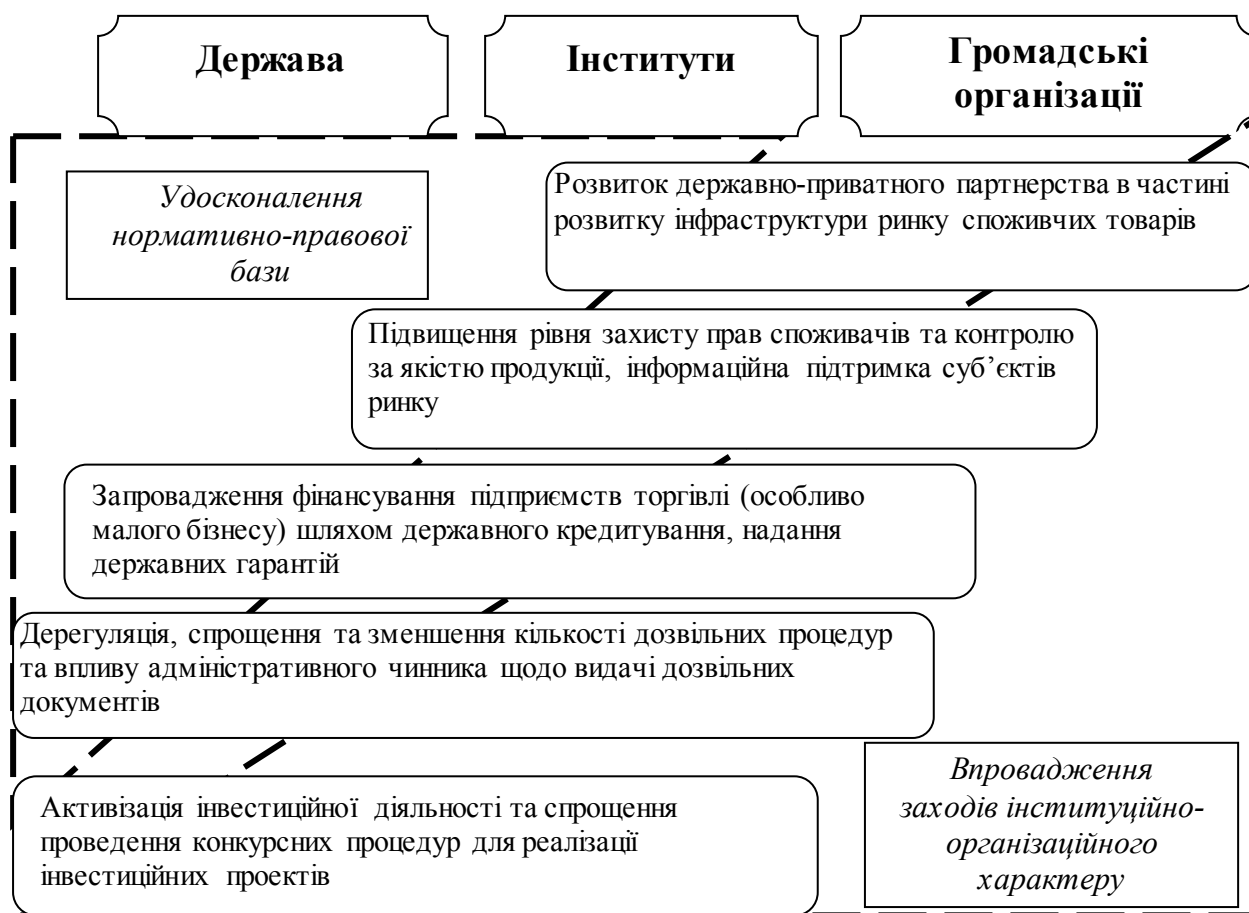 Держава
Інститути
Громадські
організації
Удосконалення
нормативно-правової
бази
Розвиток державно-приватного партнерства в частині
розвитку інфраструктури ринку споживчих товарів
Підвищення рівня захисту прав споживачів та контролю
за якістю продукції, інформаційна підтримка суб’єктів
ринку
Запровадження фінансування підприємств торгівлі (особливо
малого бізнесу) шляхом державного кредитування, надання
державних гарантій
Дерегуляція, спрощення та зменшення кількості дозвільних процедур
та впливу адміністративного чинника щодо видачі дозвільних
документів
Активізація інвестиційної діяльності та спрощення
проведення конкурсних процедур для реалізації
інвестиційних проектів
Впровадження
заходів інституційно-
організаційного
характеру